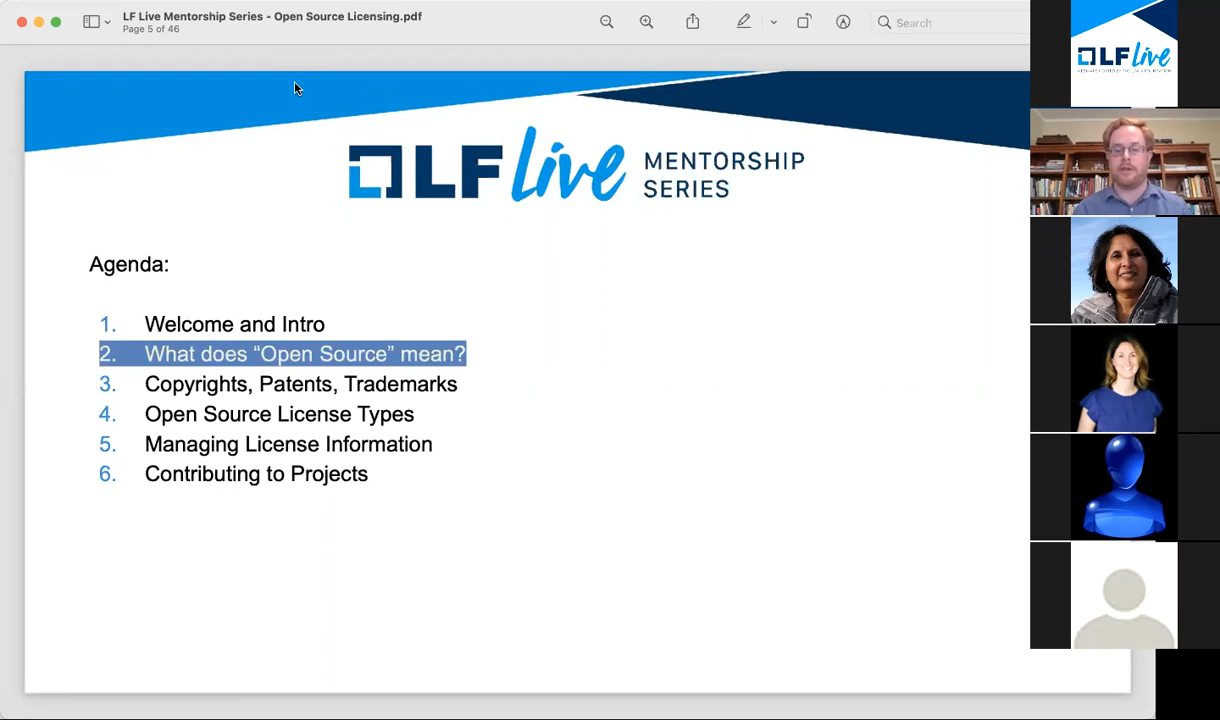 LF Live Mentorship Series - Open Source Licensing.pdf
Page 5 of 46
Search
LF Live
LF Live MENTORSHIP
SERIES
Agenda:
1. Welcome and Intro
2. What does “Open Source” mean?
3. Copyrights, Patents, Trademarks
4. Open Source License Types
5. Managing License Information
6. Contributing to Projects